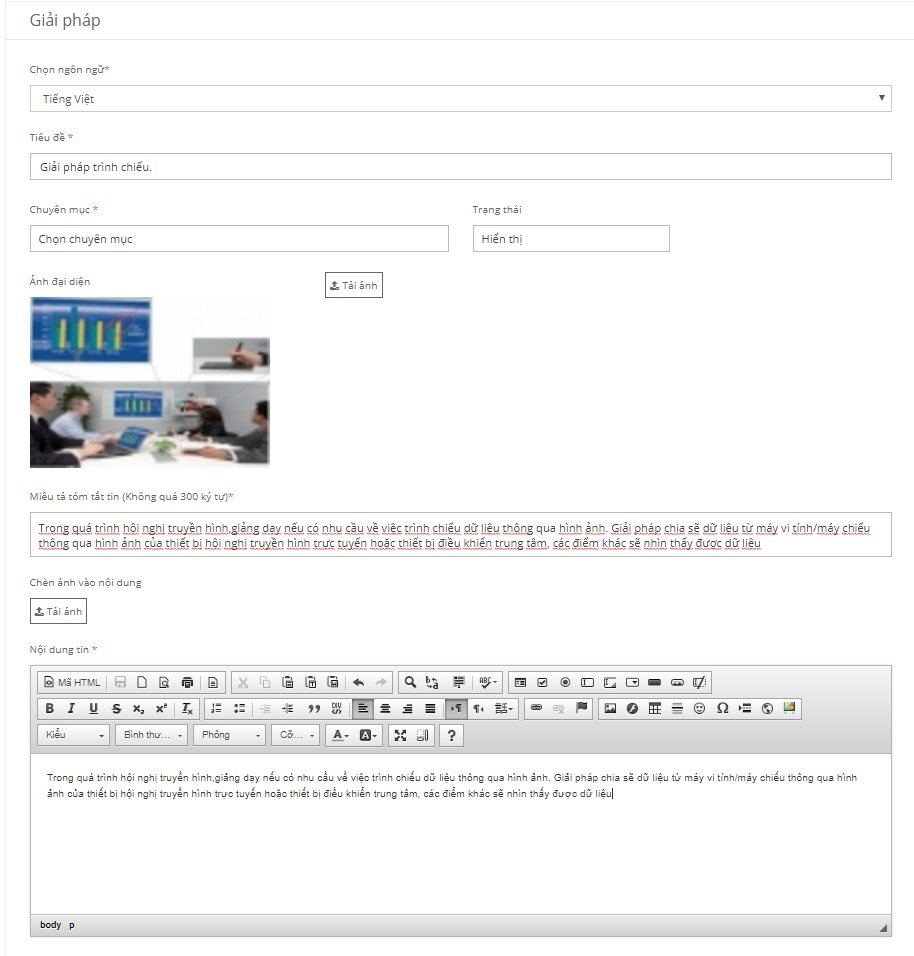 Giải pháp
Chọn ngôn ngữ*
Tiếng Việt
Tiêu đề *
Giải pháp trình chiếu.
Chuyên mục *
Trạng thái
Chọn chuyên mục
Hiển thị
Ảnh đại diện
Tải ảnh
Miêu tả tóm tắt tin (Không quá 300 ký tự)*
Trong quá trình hội nghị truyền hình,giảng dạy nếu có nhu cầu về việc trình chiếu dữ liệu thông qua hình ảnh. Giải pháp chia sẽ dữ liệu từ máy vi tính/máy chiếu
thông qua hình ảnh của thiết bị hội nghị truyền hình trực tuyến hoặc thiết bị điều khiển trung tâm, các điểm khác sẽ nhìn thấy được dữ liệu
Chèn ảnh vào nội dung
Tải ảnh
Nội dung tin *
Mã HTML
Kiểu
Bình thư...
Phông
Cỡ...
Trong quá trình hội nghị truyền hình,giảng dạy nếu có nhu cầu về việc trình chiếu dữ liệu thông qua hình ảnh. Giải pháp chia sẽ dữ liệu từ máy vi tính/máy chiếu thông qua hình
ảnh của thiết bị hội nghị truyền hình trực tuyến hoặc thiết bị điều khiển trung tâm, các điểm khác sẽ nhìn thấy được dữ liệu
body p